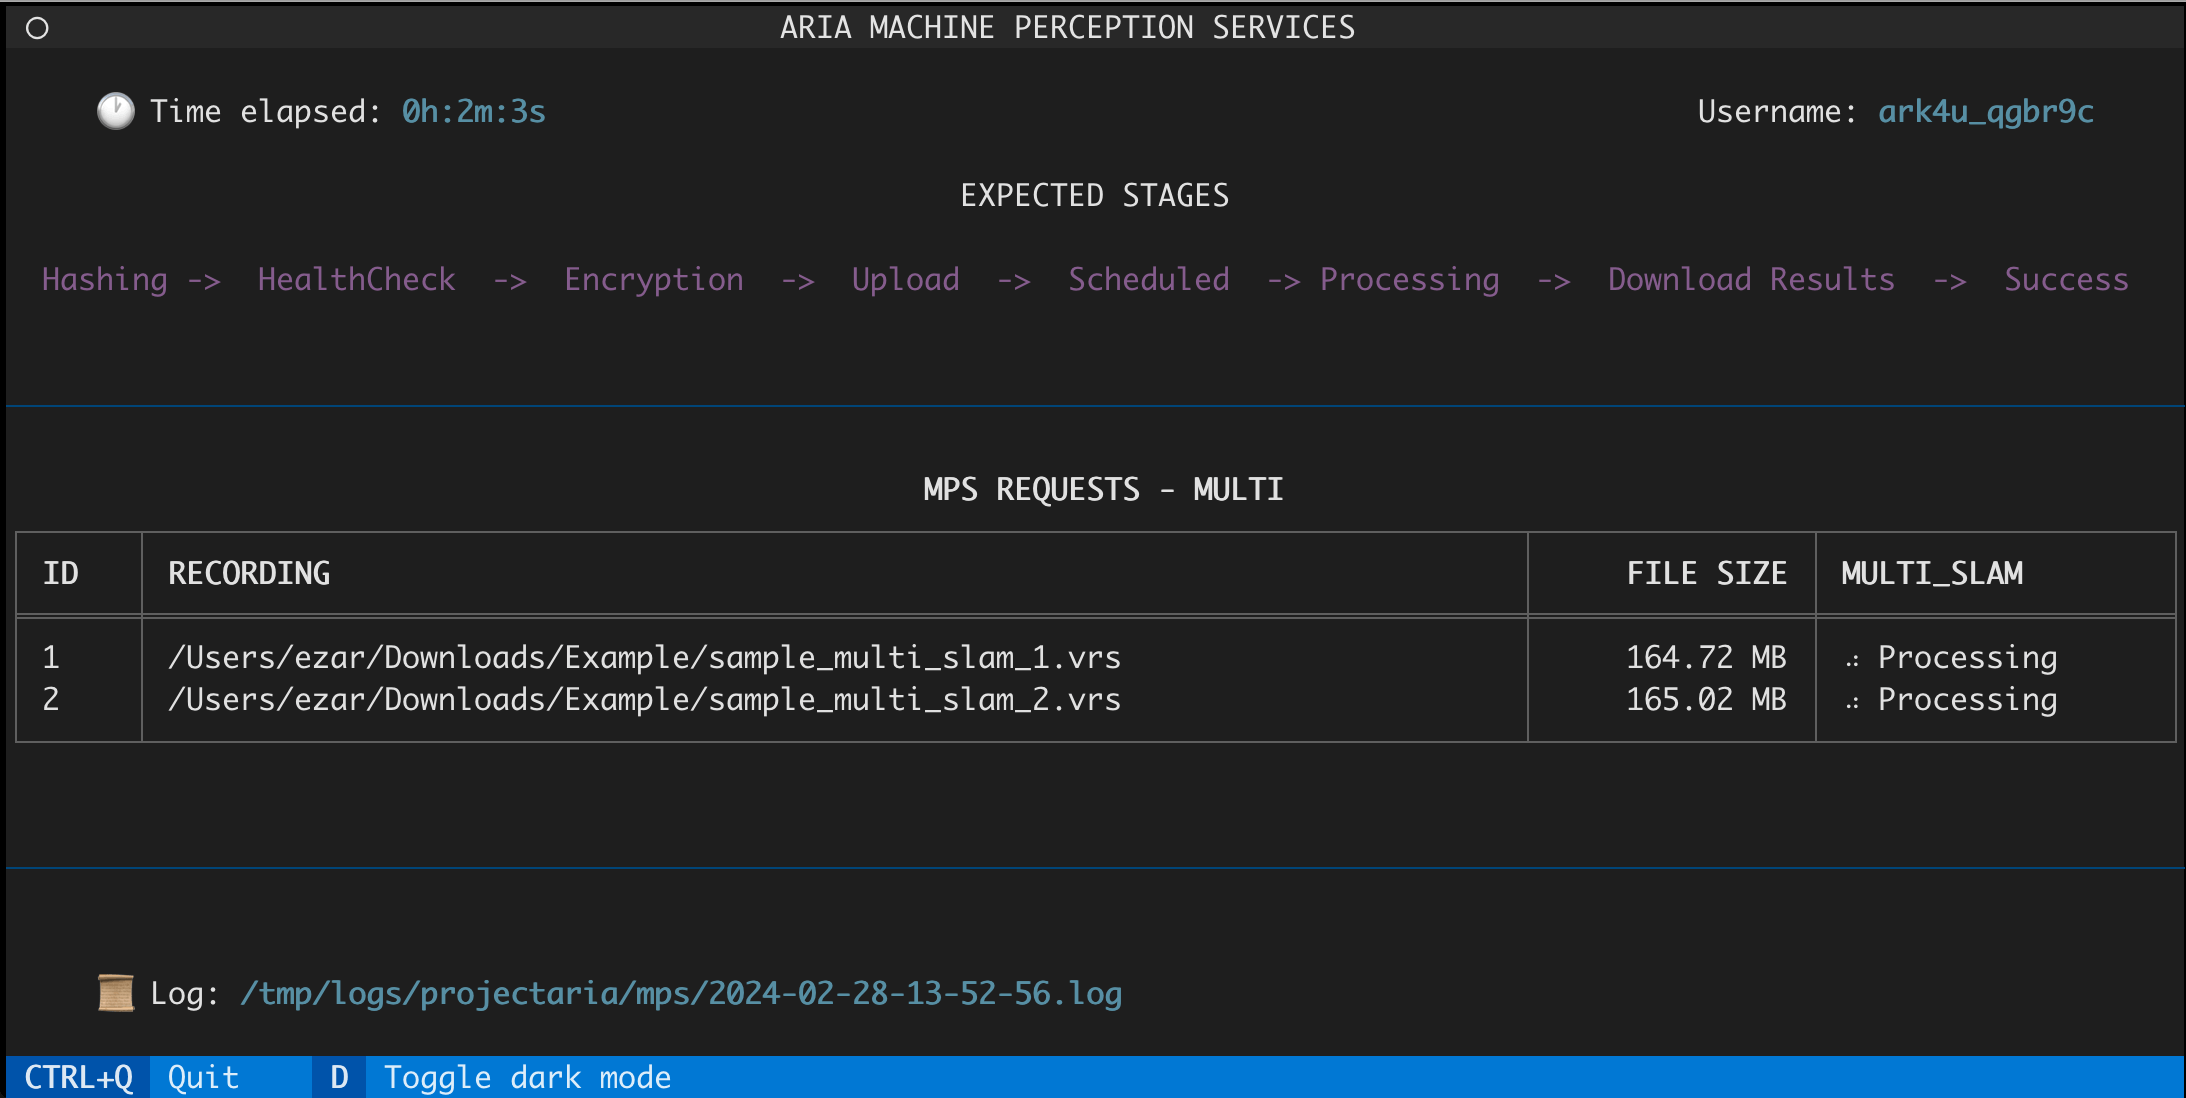 ARIA MACHINE PERCEPTION SERVICES
Time elapsed: 0h:2m:3s Username: ark4u_qgbr9c
EXPECTED STAGES
Hashing -> HealthCheck -> Encryption -> Upload -> Scheduled -> Processing -> Download Results -> Success
MPS REQUESTS - MULTI
ID RECORDING FILE SIZE MULTI_SLAM
1 /Users/ezar/Downloads/Example/sample_multi_slam_1.vrs 164.72 MB Processing
2 /Users/ezar/Downloads/Example/sample_multi_slam_2.vrs 165.02 MB Processing
Log: /tmp/logs/projectaria/mps/2024-02-28-13-52-56.log
CTRL+Q Quit D Toggle dark mode